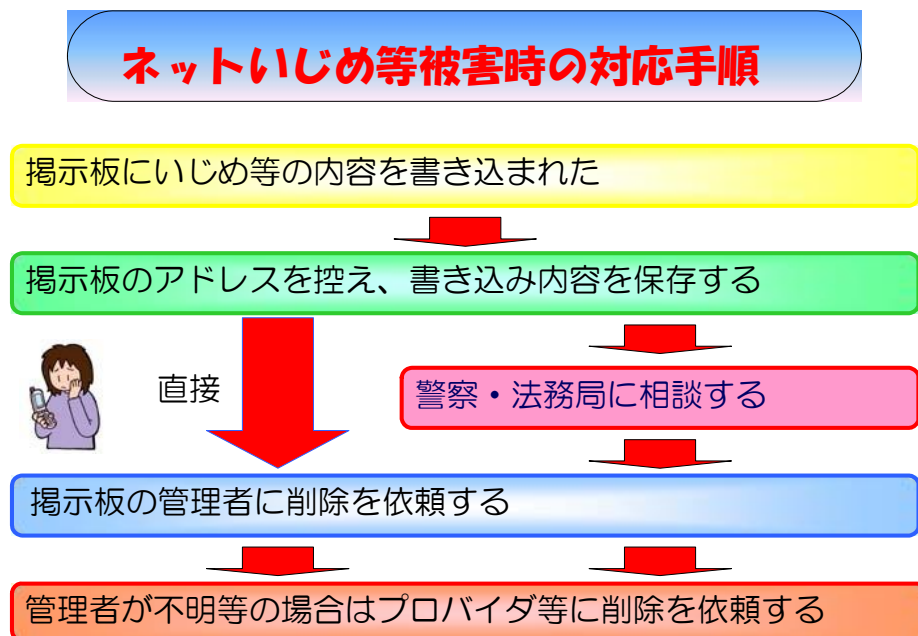 ネットいじめ等被害時の対応手順
掲示板にいじめ等の内容を書き込まれた
掲示板のアドレスを控え、書き込み内容を保存する
直接
警察・法務局に相談する
掲示板の管理者に削除を依頼する
管理者が不明等の場合はプロバイダ等に削除を依頼する